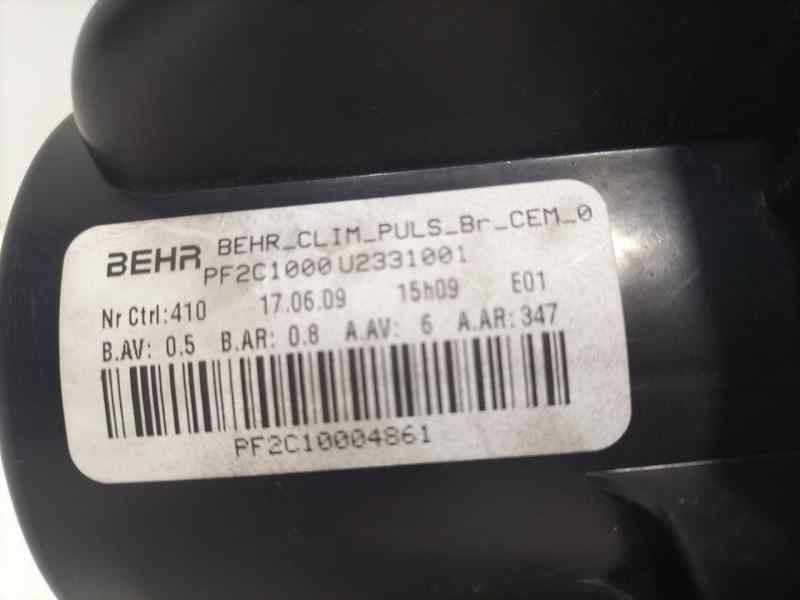 BEHR BEHR_CLIM_PULS_Br_CEM_0
PF2C1000 U2331001
Nr Ctrl:410 17.06.09 15h09 E01
B.AV: 0.5 B.AR: 0.8 A.AV: 6 A.AR:347
PF2C10004861